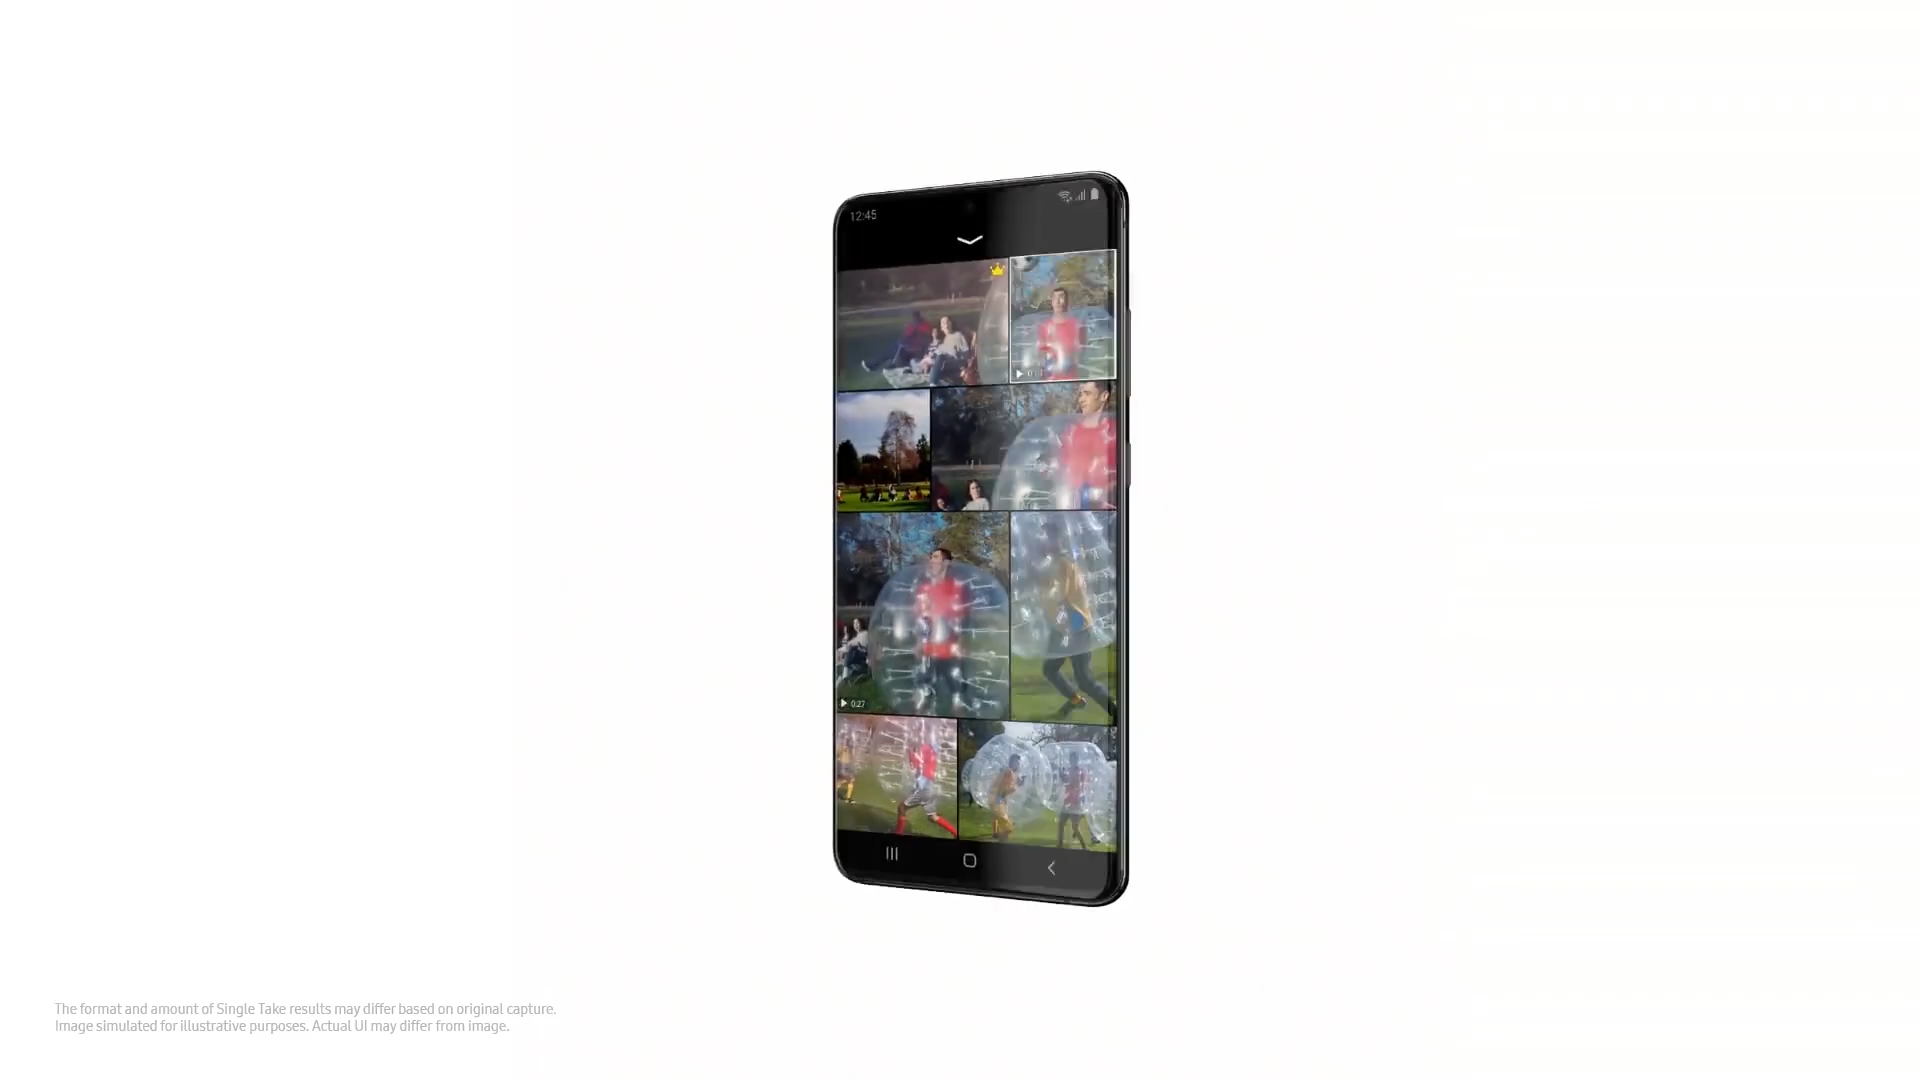 12:45
0:27
The format and amount of Single Take results may differ based on original capture.
Image simulated for illustrative purposes. Actual UI may differ from image.